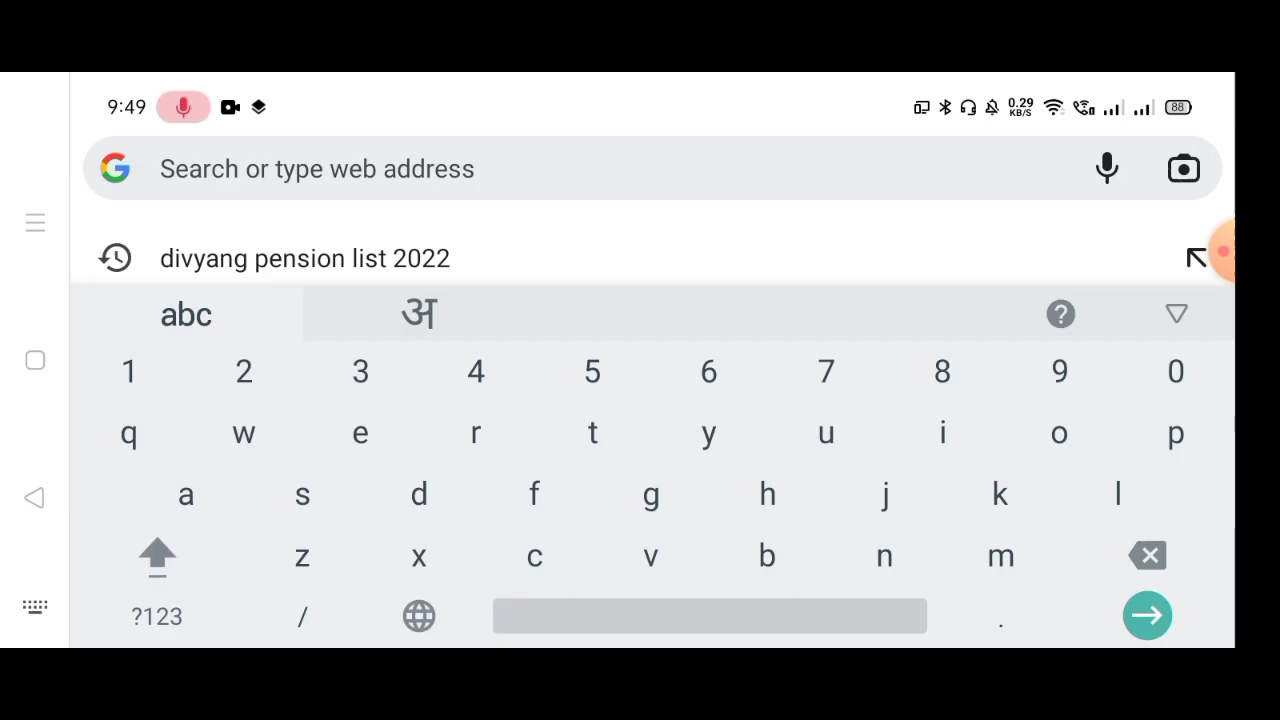 9:49 0.29 KB/S 88
Search or type web address
divyang pension list 2022
abc अ ?
1 2 3 4 5 6 7 8 9 0
q w e r t y u i o p
a s d f g h j k l
z x c v b n m
?123 / .